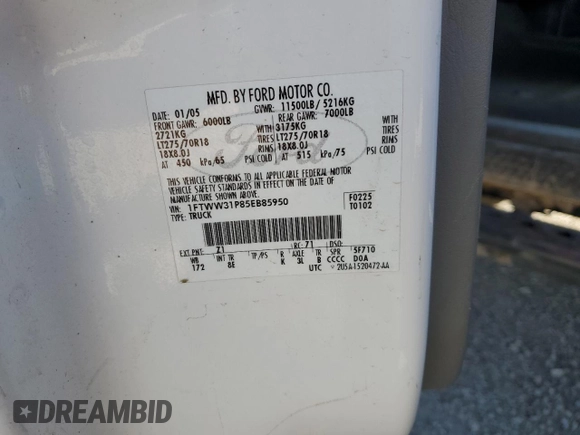 MFD. BY FORD MOTOR CO.
DATE: 01/05 GVWR: 11500LB/ 5216KG
FRONT GAWR: 6000LB REAR GAWR: 7000LB
2721KG WITH 3175KG WITH
LT275/70R18 TIRES LT275/70R18 TIRES
18X8.0J RIMS 18X8.0J RIMS
AT 450 kPa/65 PSI COLD AT 515 kPa/75 PSI COLD
THIS VEHICLE CONFORMS TO ALL APPLICABLE FEDERAL MOTOR
VEHICLE SAFETY STANDARDS IN EFFECT ON THE DATE OF
MANUFACTURE SHOWN ABOVE.
VIN: 1FTWW31P85EB85950 F0225
TYPE: TRUCK T0102
EXT PNT: Z1 RC: 71 DSO:
WB INT TR TP/PS R AXLE TR SPR 5F710
172 8E K 3L B CCCC D0A
UTC 2U5A-1520472-AA
Ford
DREAMBID